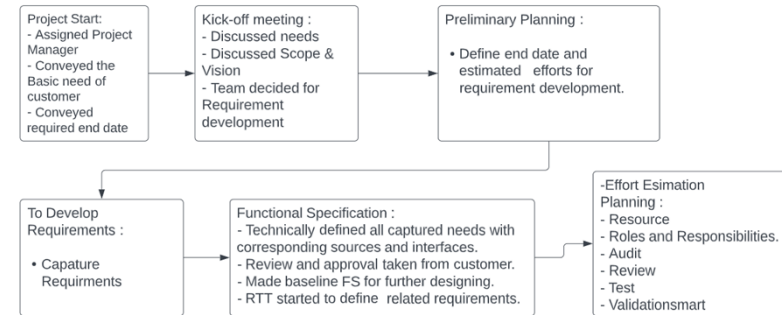 Project Start:
- Assigned Project
Manager
- Conveyed the
Basic need of
customer
- Conveyed
required end date
Kick-off meeting :
- Discussed needs
- Discussed Scope &
Vision
- Team decided for
Requirement
development
Preliminary Planning :
• Define end date and
estimated efforts for
requirement development.
To Develop
Requirements :
• Capature
Requirments
Functional Specification :
- Technically defined all captured needs with
corresponding sources and interfaces.
- Review and approval taken from customer.
- Made baseline FS for further designing.
- RTT started to define related requirements.
-Effort Esimation
Planning :
- Resource
- Roles and Responsibilities.
- Audit
- Review
- Test
- Validationsmart